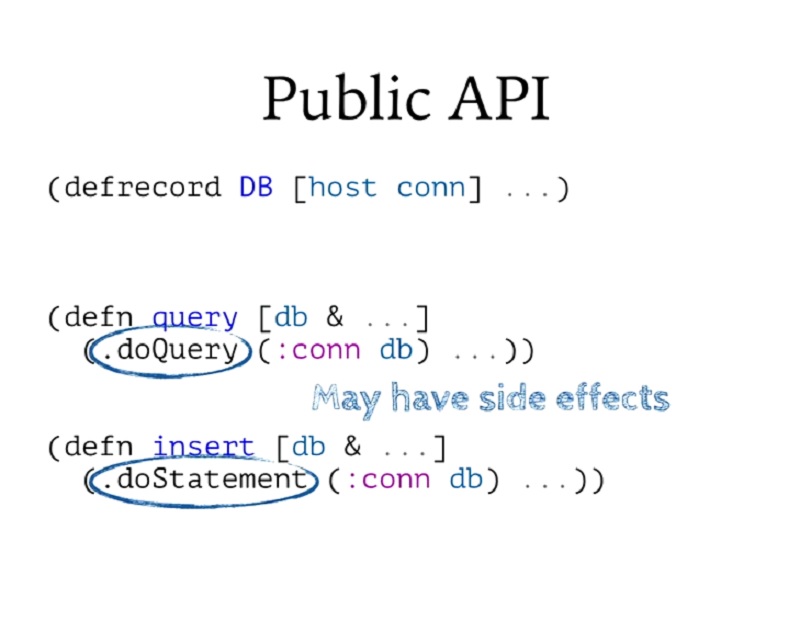 Public API
(defrecord DB [host conn] ...)
(defn query [db & ...]
(.doQuery (:conn db) ...))
May have side effects
(defn insert [db & ...]
(.doStatement (:conn db) ...))